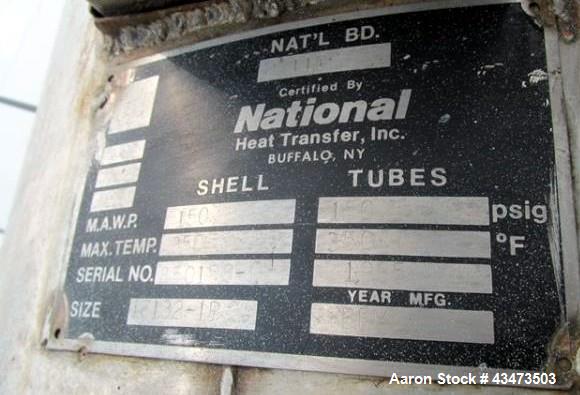 NAT'L BD.
Certified By
National
Heat Transfer, Inc.
BUFFALO, NY
SHELL TUBES
M.A.W.P. 150 psig
MAX. TEMP. °F
SERIAL NO.
YEAR MFG.
SIZE
Aaron Stock # 43473503